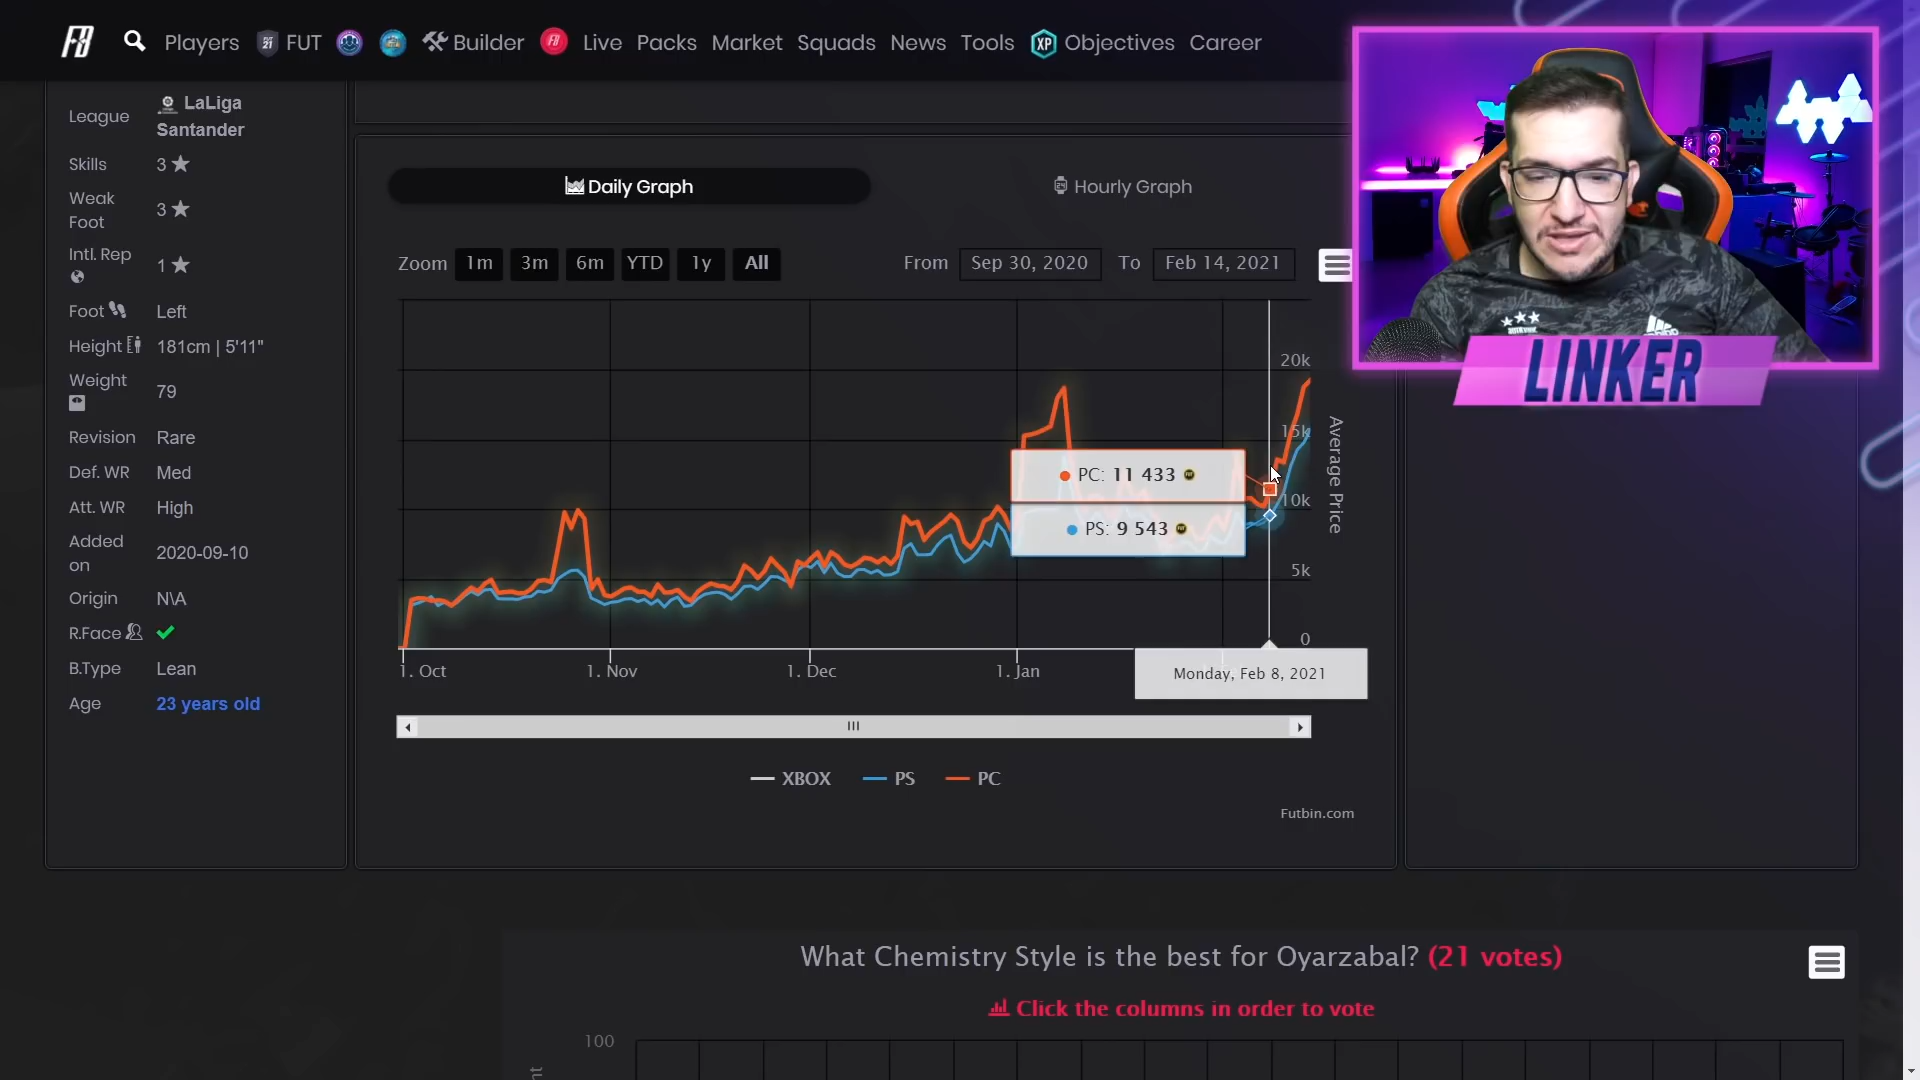 Players FUT Builder Live Packs Market Squads News Tools XP Objectives Career
League LaLiga Santander
Skills 3
Weak Foot 3
Intl. Rep 1
Foot Left
Height 181cm | 5'11"
Weight 79
Revision Rare
Def. WR Med
Att. WR High
Added on 2020-09-10
Origin N\A
R.Face
B.Type Lean
Age 23 years old
Daily Graph Hourly Graph
Zoom 1m 3m 6m YTD 1y All From Sep 30, 2020 To Feb 14, 2021
20k
15k
10k
5k
0
Average Price
PC: 11 433
PS: 9 543
1. Oct 1. Nov 1. Dec 1. Jan
Monday, Feb 8, 2021
XBOX PS PC
Futbin.com
LINKER
What Chemistry Style is the best for Oyarzabal? (21 votes)
Click the columns in order to vote
100